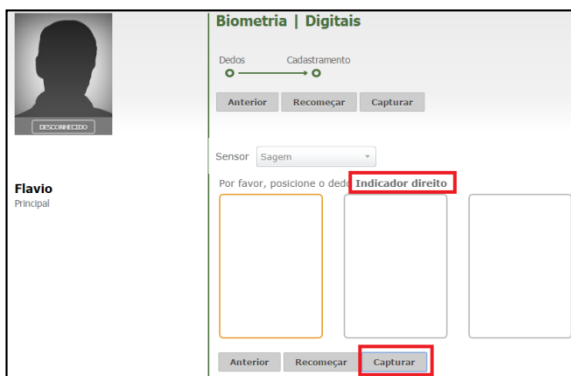 Biometria | Digitais
Dedos Cadastramento
Anterior Recomeçar Capturar
DESCONHECIDO
Sensor Sagem
Flavio
Principal
Por favor, posicione o dedo Indicador direito
Anterior Recomeçar Capturar